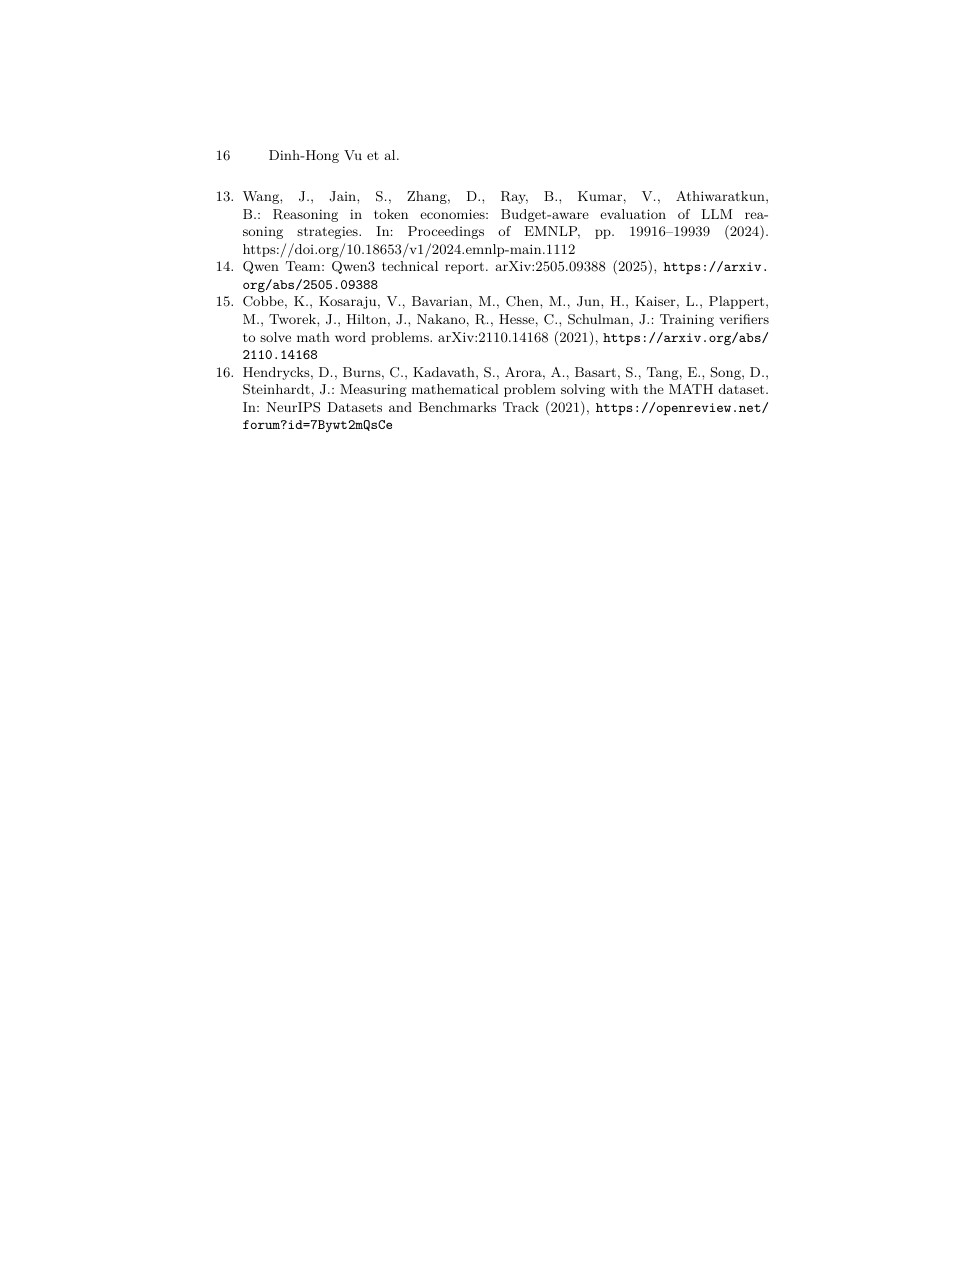 16 Dinh-Hong Vu et al.
13. Wang, J., Jain, S., Zhang, D., Ray, B., Kumar, V., Athiwaratkun,
B.: Reasoning in token economies: Budget-aware evaluation of LLM rea-
soning strategies. In: Proceedings of EMNLP, pp. 19916–19939 (2024).
https://doi.org/10.18653/v1/2024.emnlp-main.1112
14. Qwen Team: Qwen3 technical report. arXiv:2505.09388 (2025), https://arxiv.
org/abs/2505.09388
15. Cobbe, K., Kosaraju, V., Bavarian, M., Chen, M., Jun, H., Kaiser, L., Plappert,
M., Tworek, J., Hilton, J., Nakano, R., Hesse, C., Schulman, J.: Training verifiers
to solve math word problems. arXiv:2110.14168 (2021), https://arxiv.org/abs/
2110.14168
16. Hendrycks, D., Burns, C., Kadavath, S., Arora, A., Basart, S., Tang, E., Song, D.,
Steinhardt, J.: Measuring mathematical problem solving with the MATH dataset.
In: NeurIPS Datasets and Benchmarks Track (2021), https://openreview.net/
forum?id=7Bywt2mQsCe